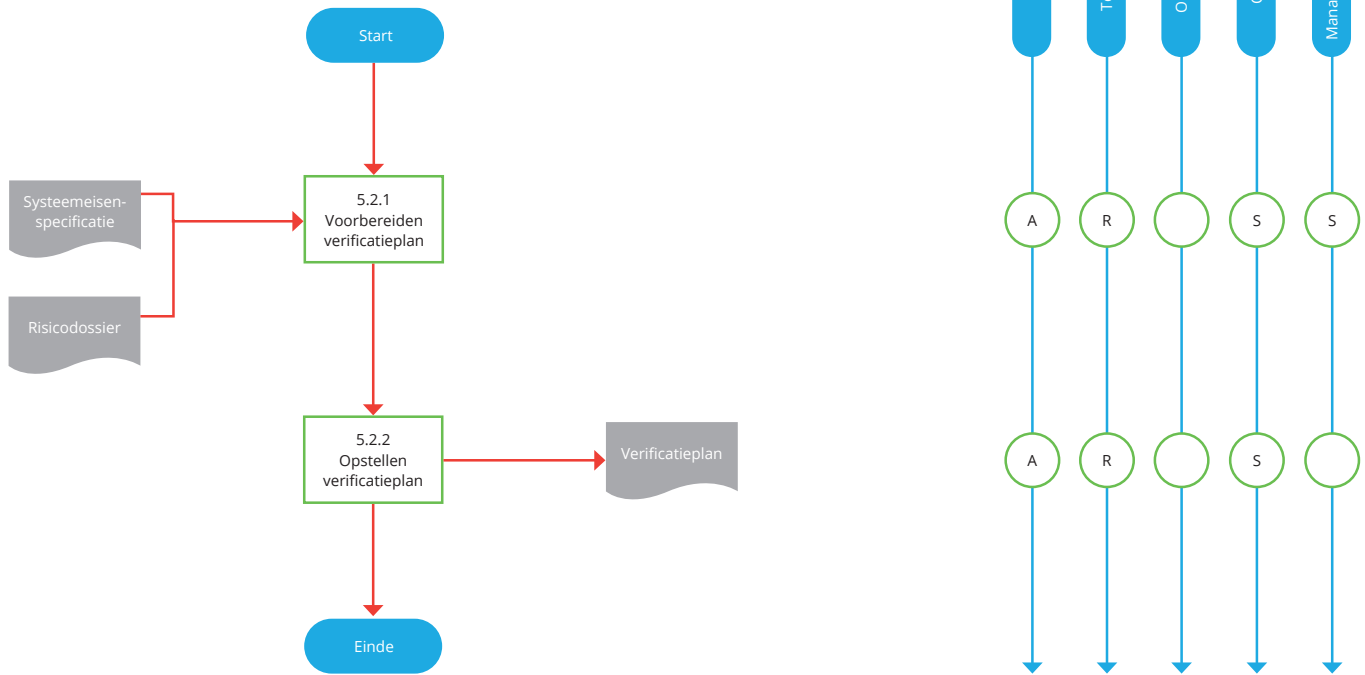 Start
Systeemeisen-
specificatie
5.2.1
Voorbereiden
verificatieplan
A
R
S
S
Risicodossier
5.2.2
Opstellen
verificatieplan
Verificatieplan
A
R
S
Einde